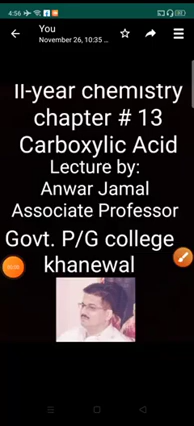 4:56
You
November 26, 10:35 ...
II-year chemistry
chapter # 13
Carboxylic Acid
Lecture by:
Anwar Jamal
Associate Professor
Govt. P/G college
khanewal